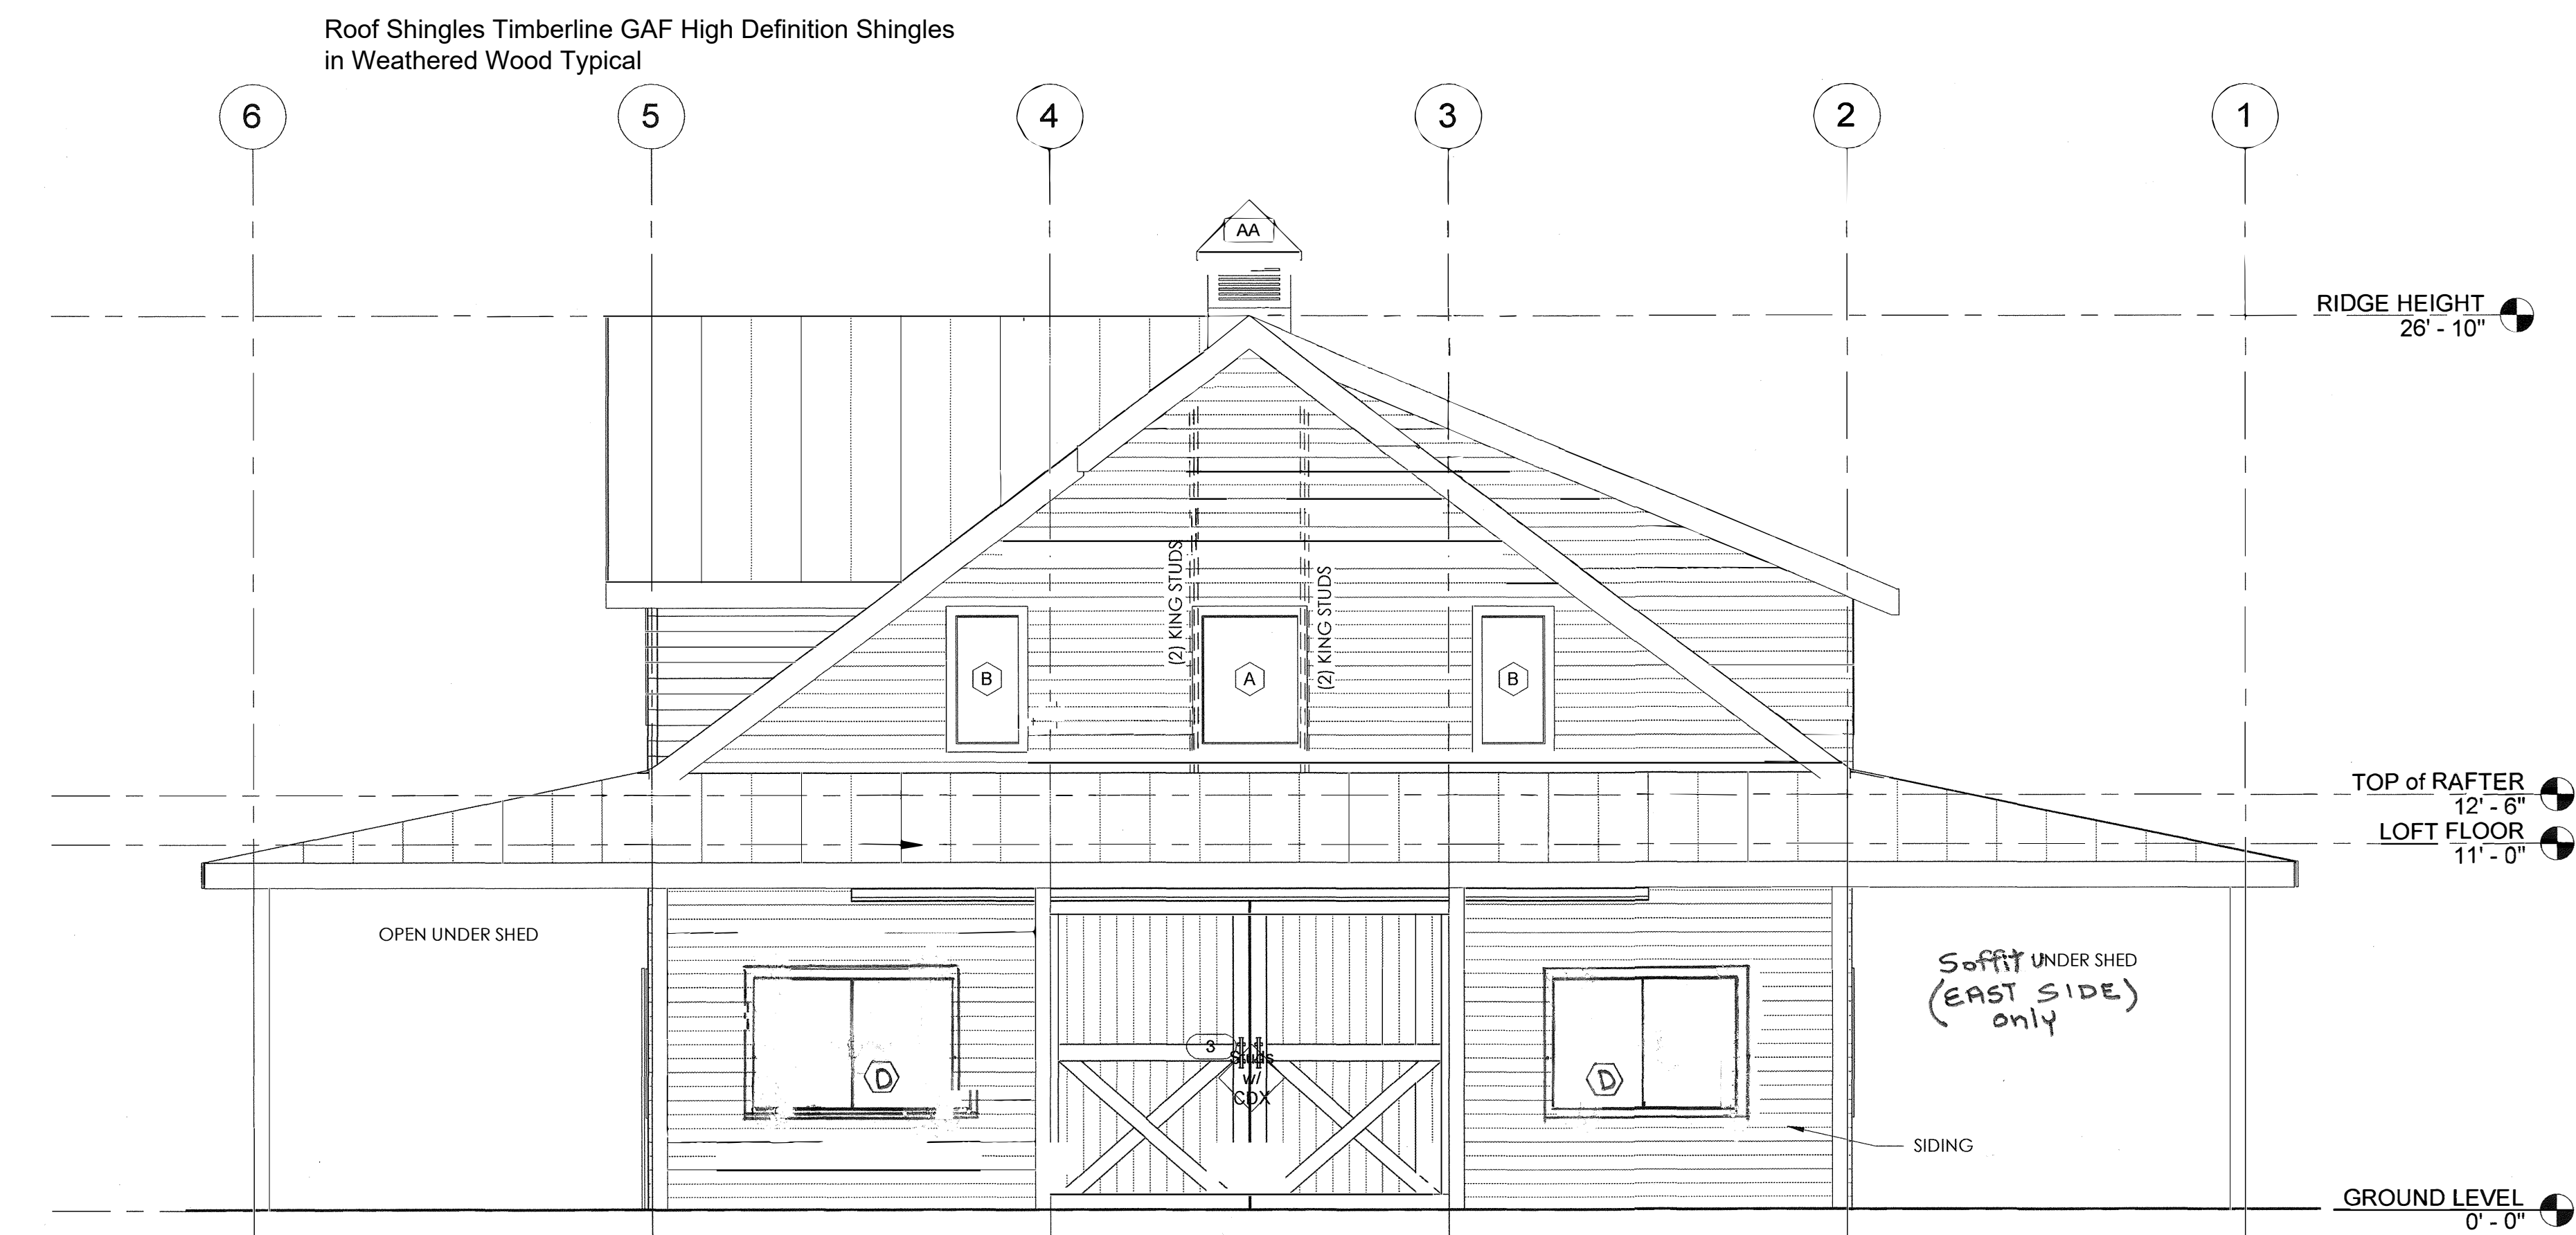 Roof Shingles Timberline GAF High Definition Shingles
in Weathered Wood Typical
6
5
4
3
2
1
AA
RIDGE HEIGHT
26' - 10"
(2) KING STUDS
(2) KING STUDS
B
A
B
TOP of RAFTER
12' - 6"
LOFT FLOOR
11' - 0"
OPEN UNDER SHED
Soffit UNDER SHED
(EAST SIDE)
only
3
Studs
w/
CDX
D
D
SIDING
GROUND LEVEL
0' - 0"